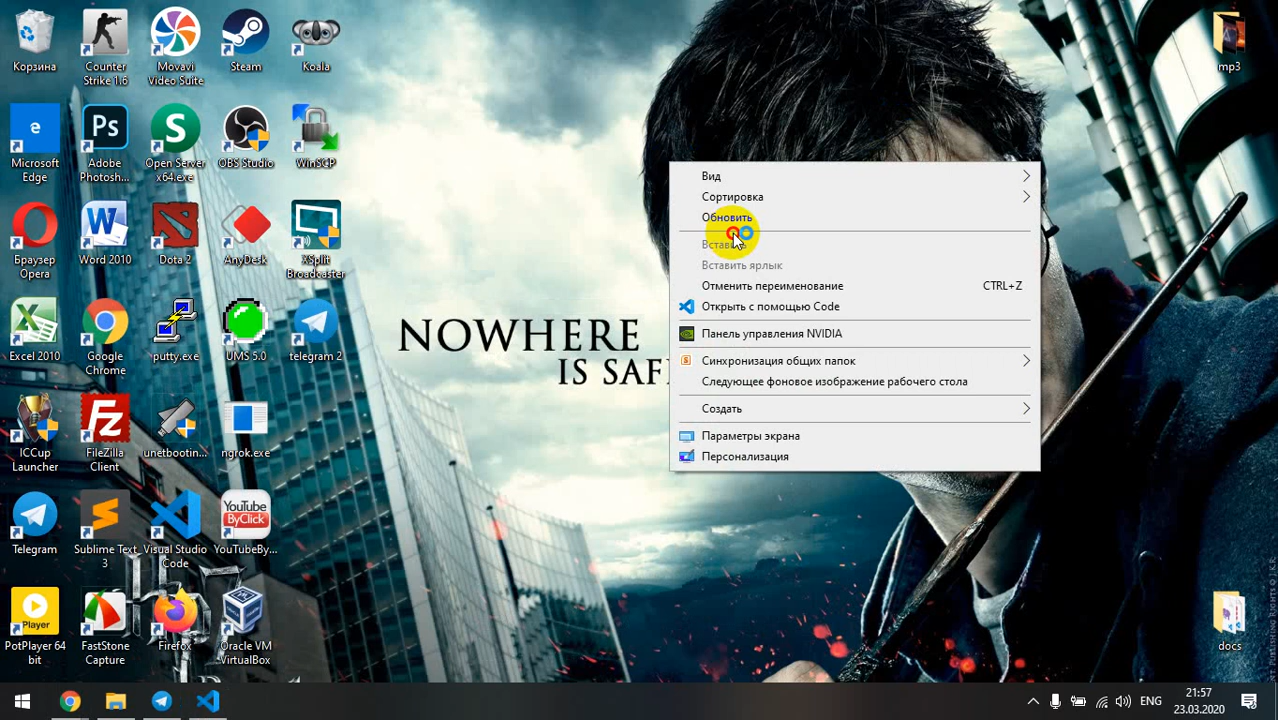 Корзина
Counter
Strike 1.6
Movavi
Video Suite
Steam
Koala
mp3
Microsoft
Edge
Ps
Adobe
Photosh...
S
Open Server
x64.exe
OBS Studio
WinSCP
Браузер
Opera
Word 2010
Dota 2
AnyDesk
XSplit
Broadcaster
Excel 2010
Google
Chrome
putty.exe
UMS 5.0
telegram 2
ICCup
Launcher
Fz
FileZilla
Client
unetbootin...
ngrok.exe
Telegram
Sublime Text
3
Visual Studio
Code
YouTube
ByClick
YouTubeBy...
Player
PotPlayer 64
bit
FastStone
Capture
Firefox
Oracle VM
VirtualBox
docs
NOWHERE
IS SAF
Вид
Сортировка
Обновить
Вставить ярлык
Отменить переименование CTRL+Z
Открыть с помощью Code
Панель управления NVIDIA
Синхронизация общих папок
Следующее фоновое изображение рабочего стола
Создать
Параметры экрана
Персонализация
ENG
21:57
23.03.2020